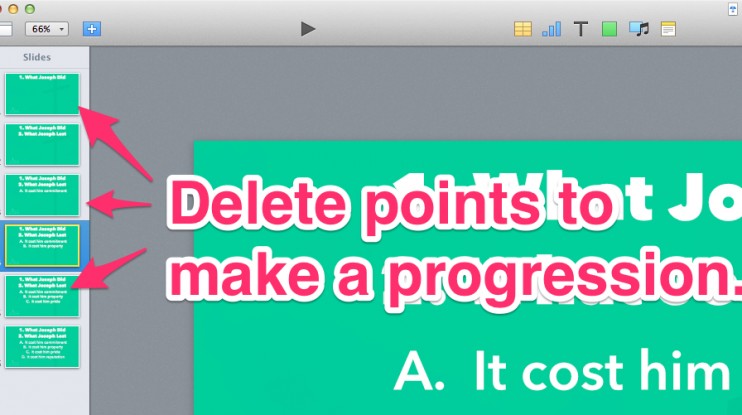 66%
Slides
1. What Joseph Did
1. What Joseph Did
2. What Joseph Lost
1. What Joseph Did
2. What Joseph Lost
A. It cost him commitment
1. What Joseph Did
2. What Joseph Lost
A. It cost him commitment
B. It cost him property
1. What Joseph Did
2. What Joseph Lost
A. It cost him commitment
B. It cost him property
C. It cost him pride
1. What Joseph Did
2. What Joseph Lost
A. It cost him commitment
B. It cost him property
C. It cost him pride
D. It cost him reputation
Delete points to
make a progression.
1. What Jo
A. It cost him